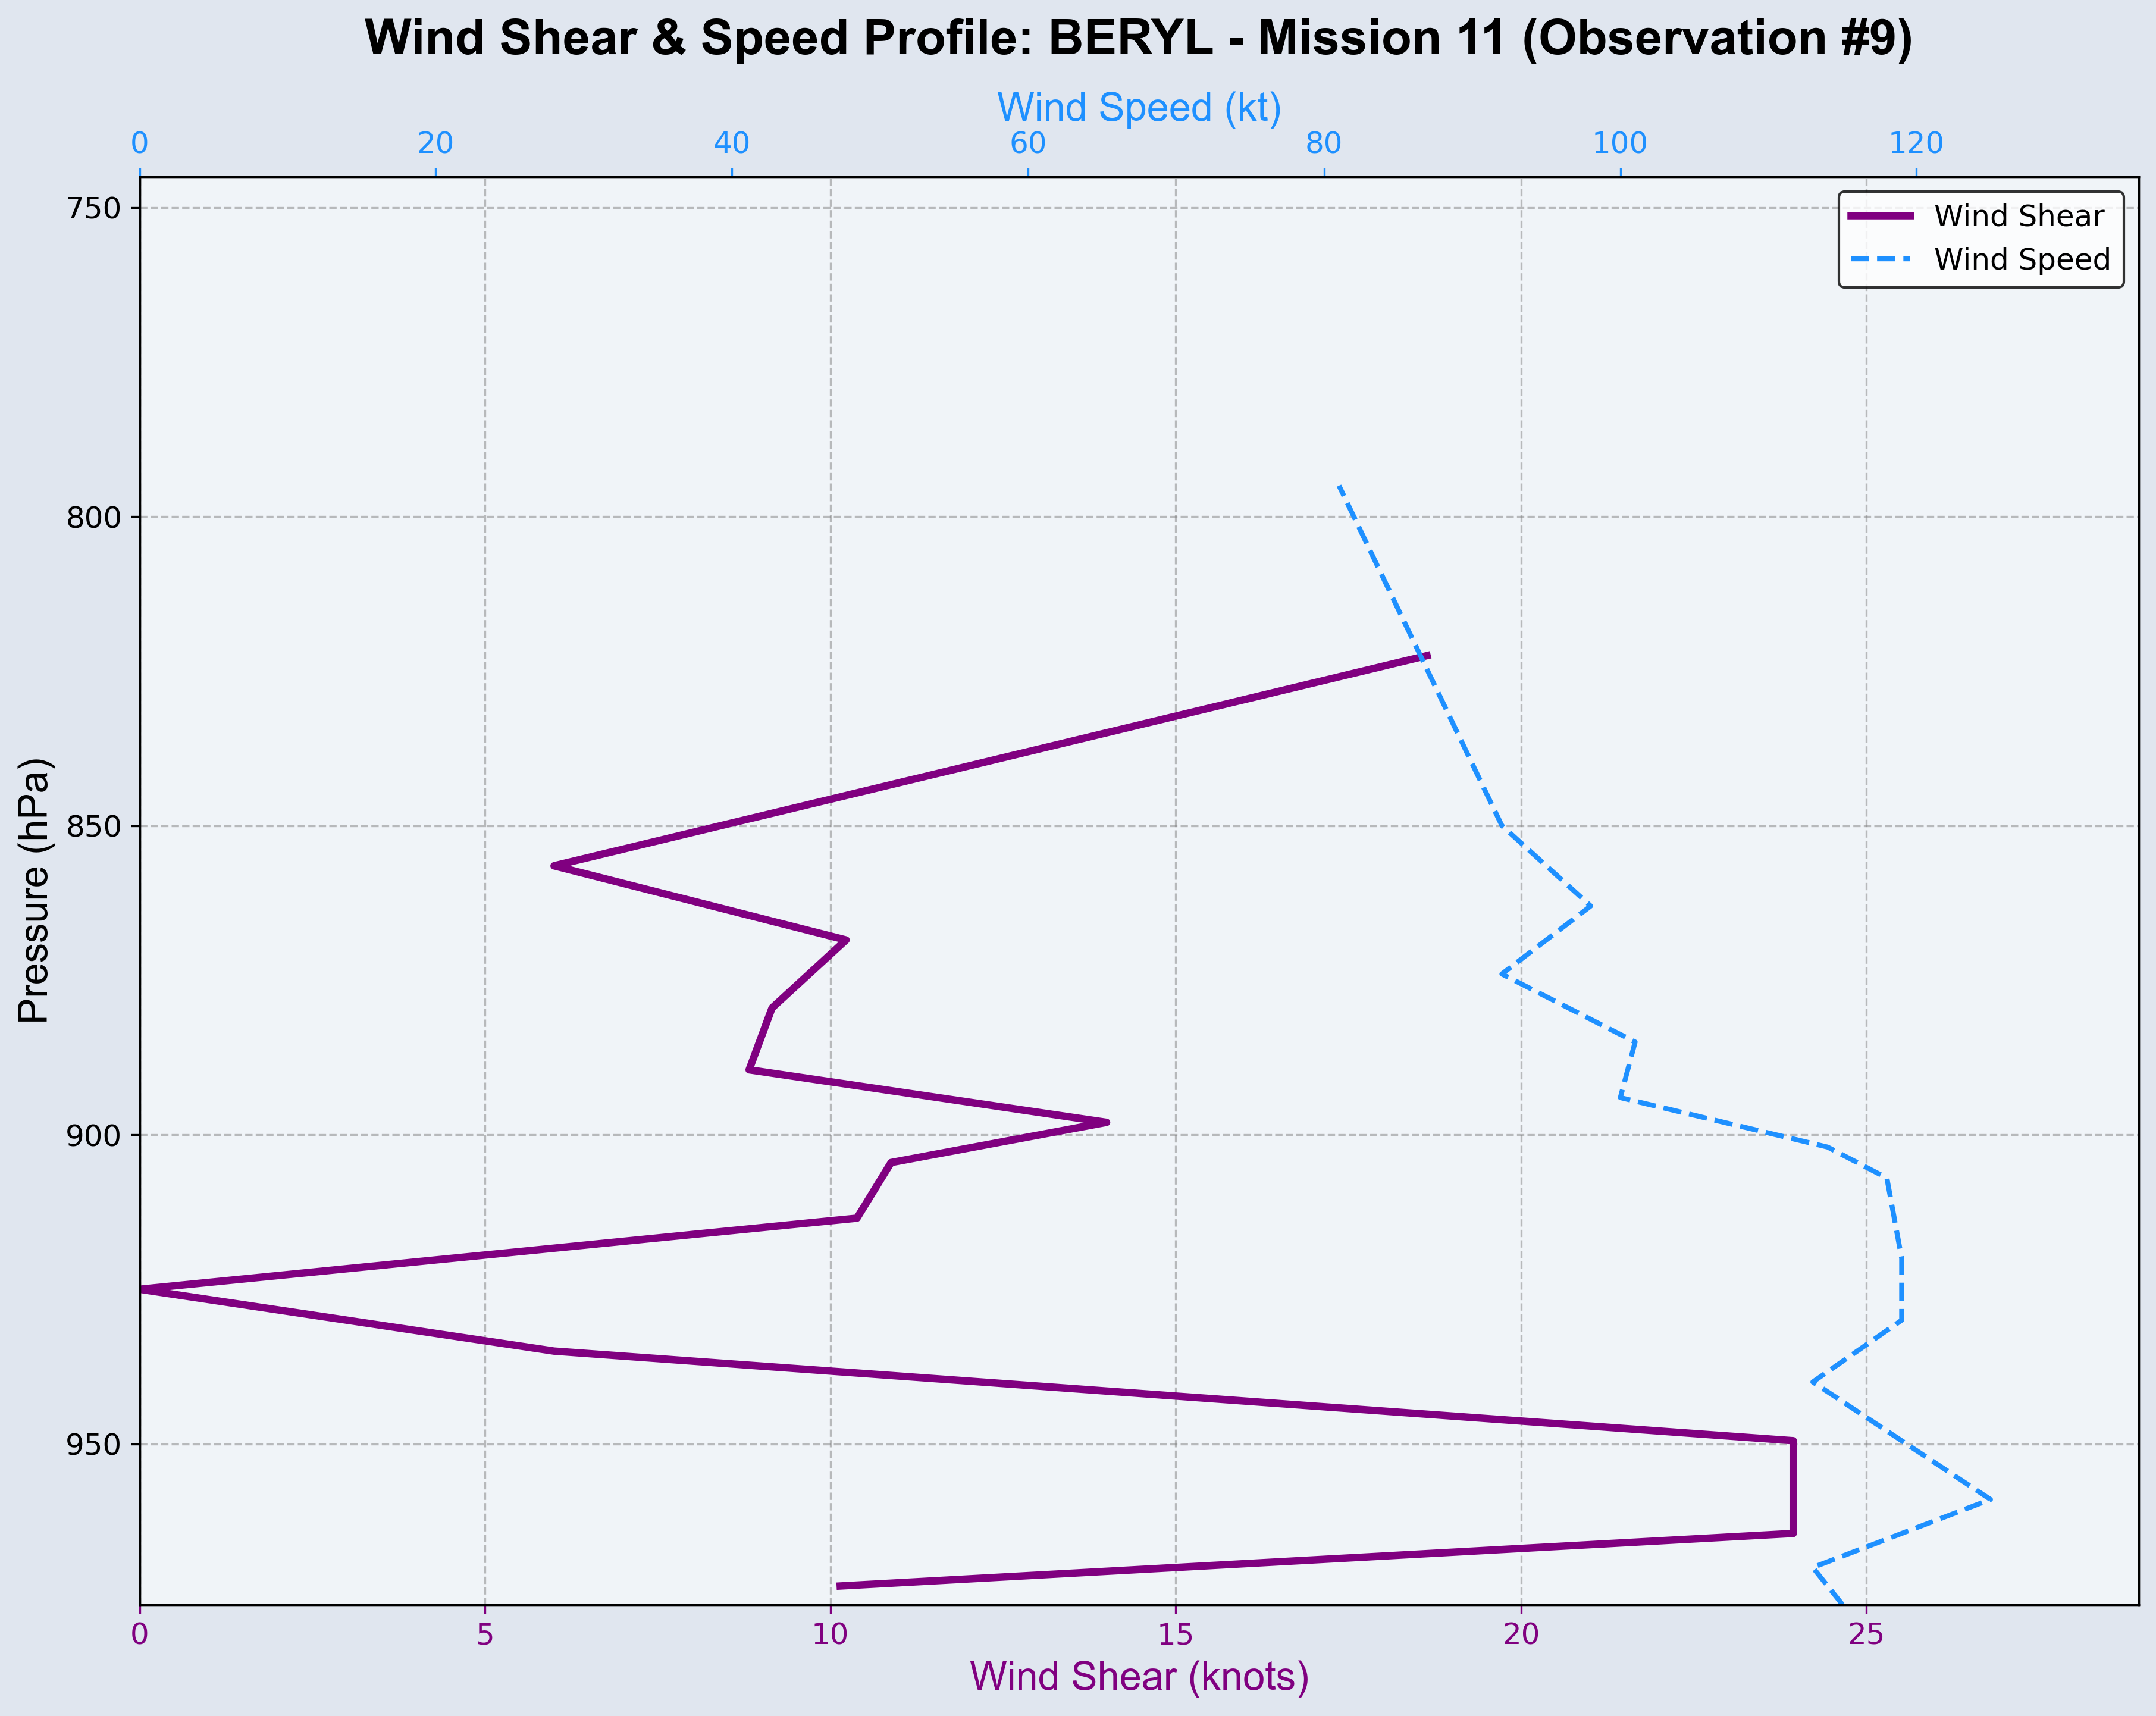 Wind Shear & Speed Profile: BERYL - Mission 11 (Observation #9)
Wind Speed (kt)
0 20 40 60 80 100 120
Wind Shear
Wind Speed
750
800
850
900
950
Pressure (hPa)
0 5 10 15 20 25
Wind Shear (knots)